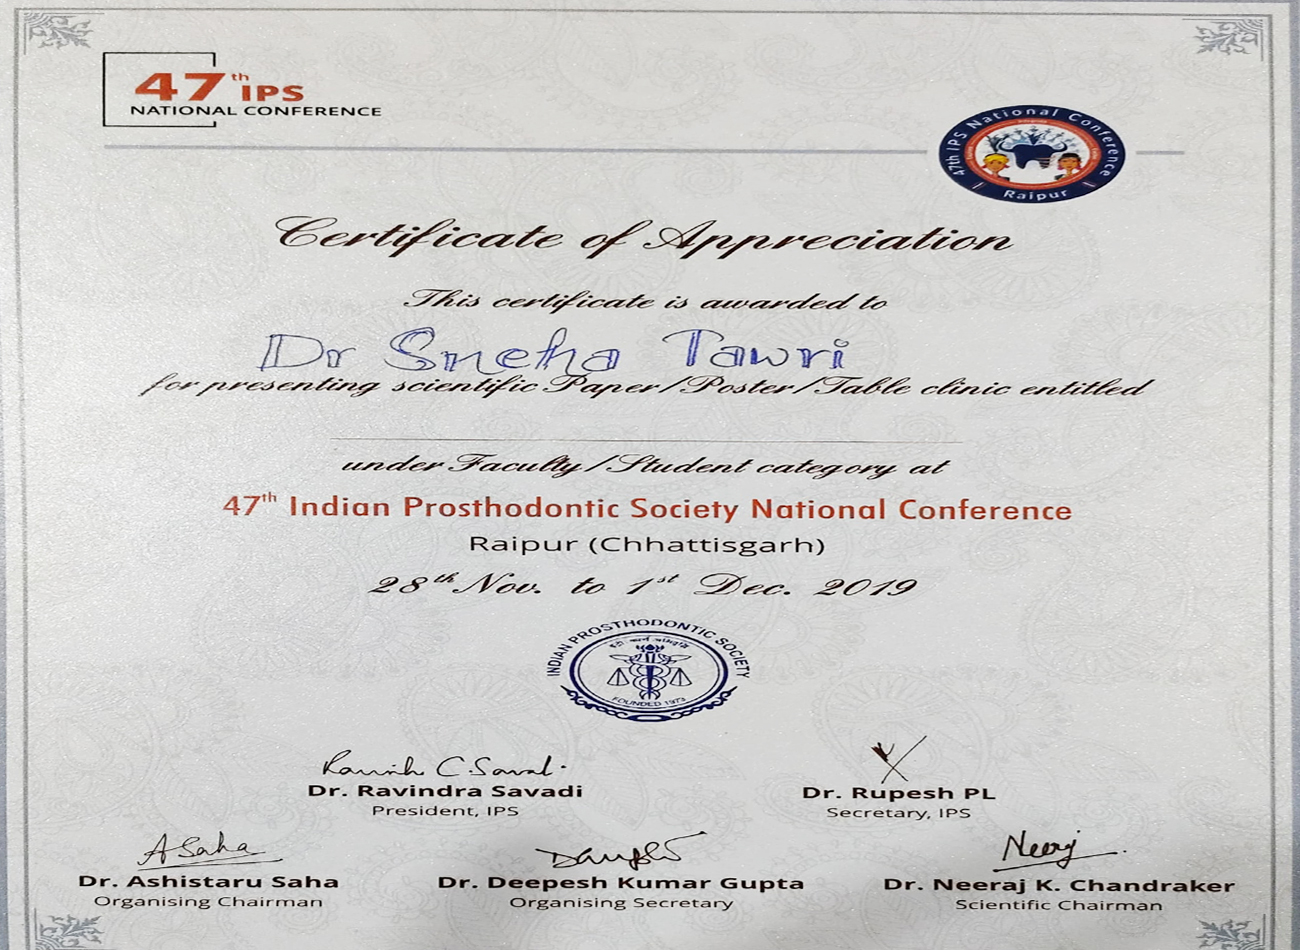 47th IPS
NATIONAL CONFERENCE
47th IPS National Conference
Raipur
Certificate of Appreciation
This certificate is awarded to
Dr Sneha Tawri
for presenting scientific Paper/Poster/Table clinic entitled
under Faculty/Student category at
47th Indian Prosthodontic Society National Conference
Raipur (Chhattisgarh)
28th Nov. to 1st Dec. 2019
INDIAN PROSTHODONTIC SOCIETY
FOUNDED 1973
Dr. Ravindra Savadi
President, IPS
Dr. Rupesh PL
Secretary, IPS
A Saha
Neeraj
Dr. Ashistaru Saha
Organising Chairman
Dr. Deepesh Kumar Gupta
Organising Secretary
Dr. Neeraj K. Chandraker
Scientific Chairman